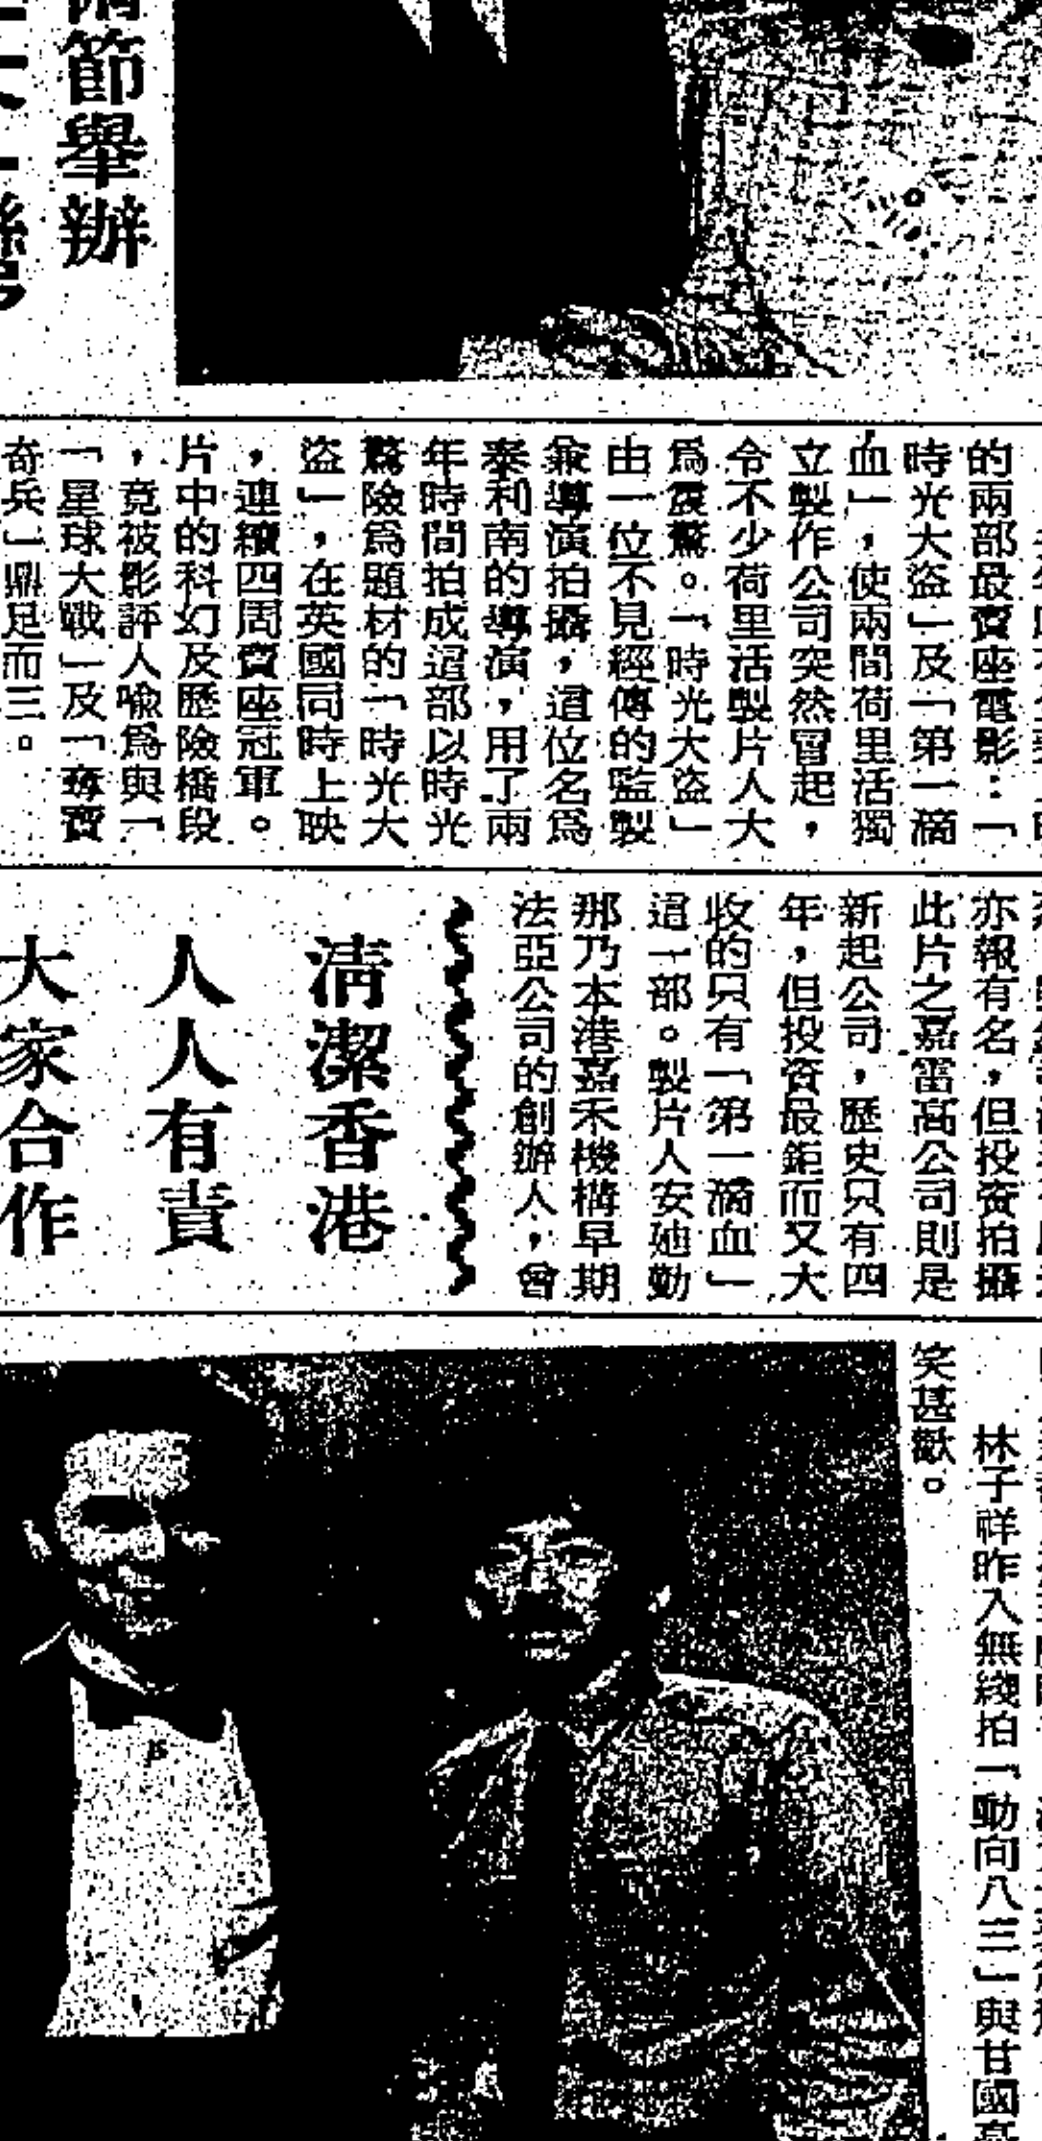 節舉辦
的兩部最賣座電影：「
時光大盜」及「第一滴
血」，使兩間荷里活獨
立製作公司突然冒起，
令不少荷里活製片人大
爲震驚。「時光大盜」
由一位不見經傳的監製
兼導演拍攝，這位名爲
泰利南的導演，用了兩
年時間拍成這部以時光
驚險爲題材的「時光大
盜」，在英國同時上映
，連續四周賣座冠軍。
片中的科幻及歷險橋段
，竟被影評人喻爲與「
「星球大戰」及「奪寶
奇兵」鼎足而三。
亦報有名，但投資拍攝
此片之嘉雷高公司則是
新起公司，歷史只有四
年，但投資最鉅而又大
收的只有「第一滴血」
這一部。製片人安廸勤
那乃本港嘉禾機構早期
法亞公司的創辦人，曾
清潔香港
人人有責
大家合作
林子祥昨入無綫拍「動向八三」與甘國亮
笑甚歡。